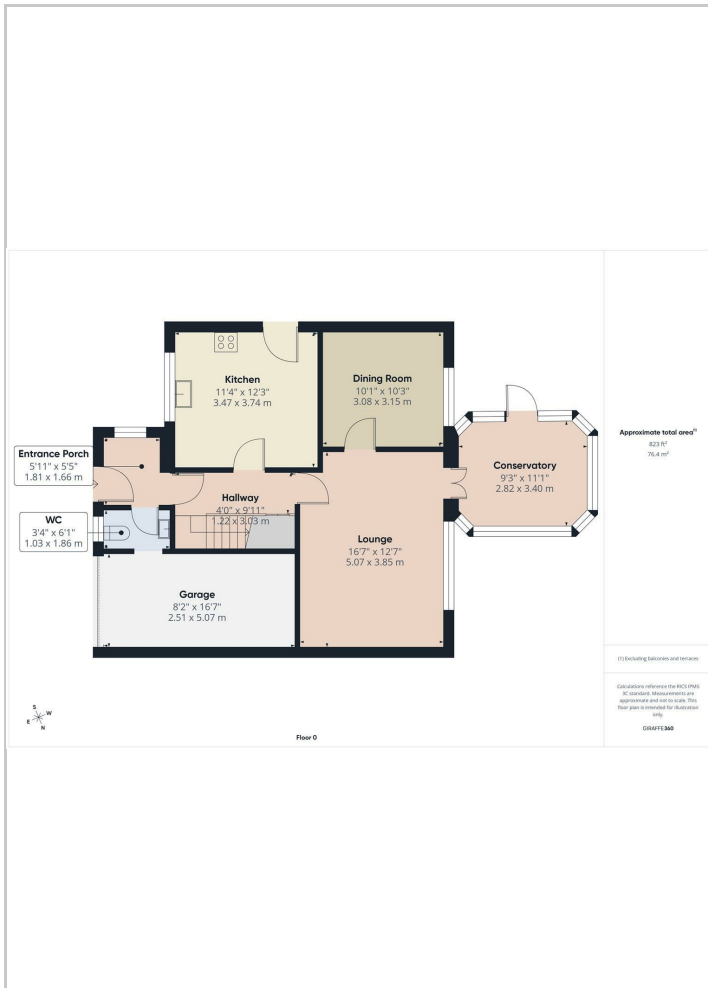 Kitchen
11'4" x 12'3"
3.47 x 3.74 m
Dining Room
10'1" x 10'3"
3.08 x 3.15 m
Entrance Porch
5'11" x 5'5"
1.81 x 1.66 m
Hallway
4'0" x 9'11"
1.22 x 3.03 m
Conservatory
9'3" x 11'1"
2.82 x 3.40 m
WC
3'4" x 6'1"
1.03 x 1.86 m
Lounge
16'7" x 12'7"
5.07 x 3.85 m
Garage
8'2" x 16'7"
2.51 x 5.07 m
S
W
E
N
Floor 0
Approximate total area(1)
823 ft²
76.4 m²
(1) Excluding balconies and terraces
Calculations reference the RICS IPMS
3C standard. Measurements are
approximate and not to scale. This
floor plan is intended for illustration
only.
GIRAFFE360